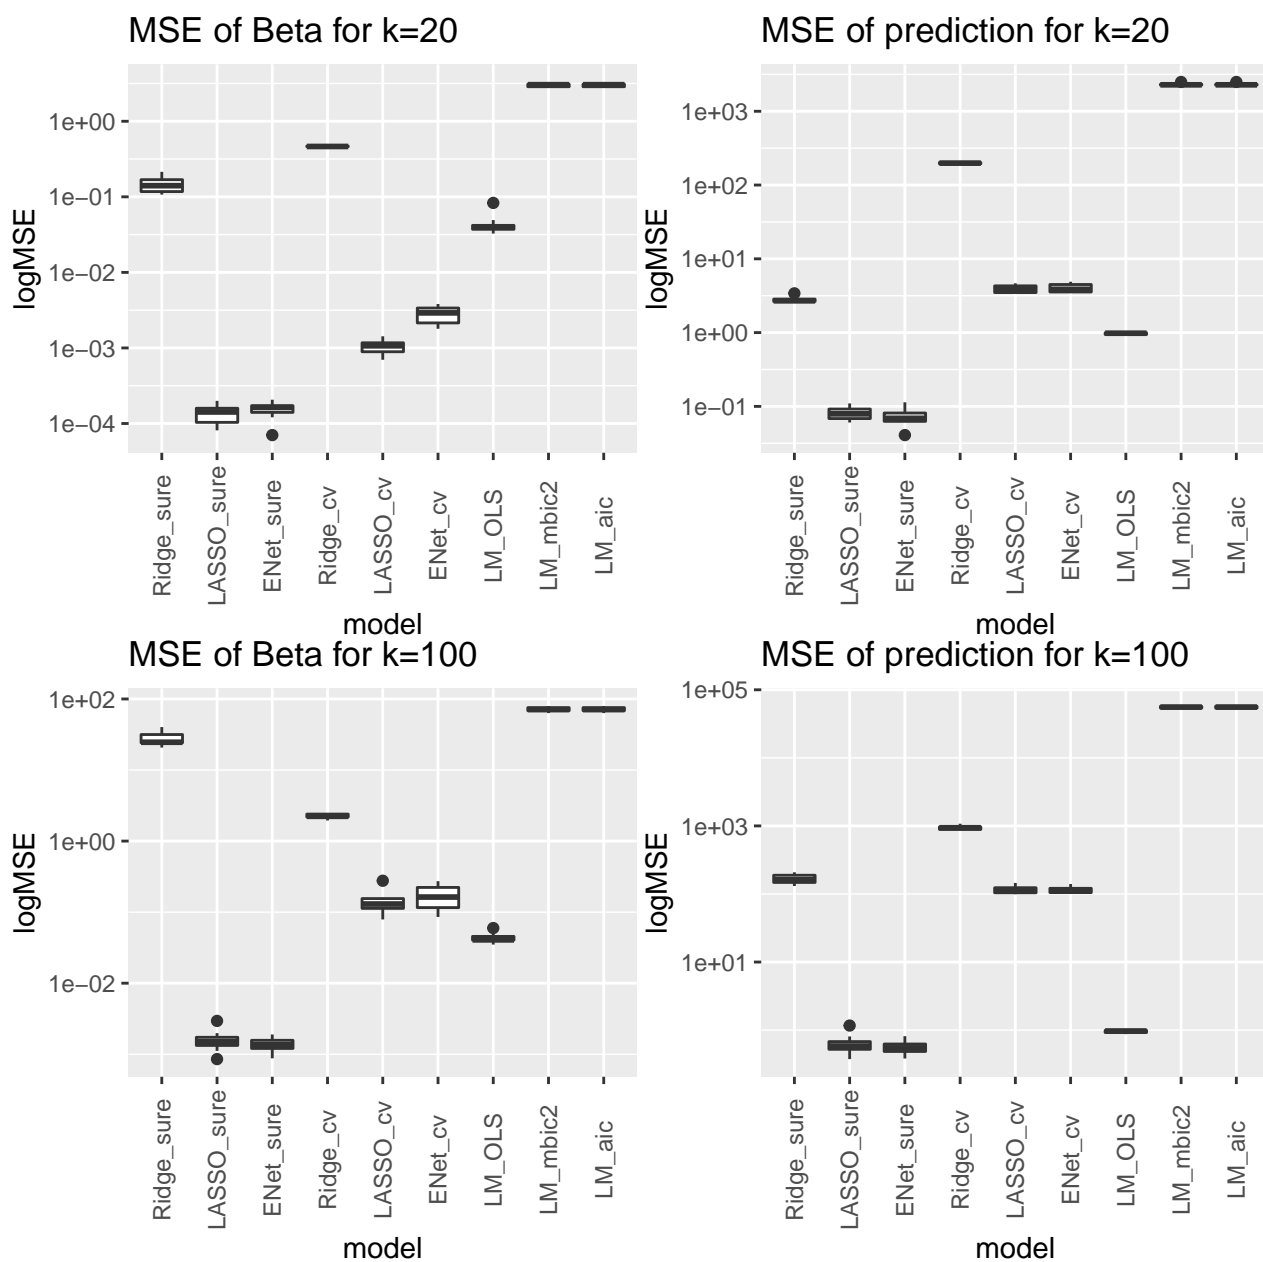 MSE of Beta for k=20
logMSE
1e+00
1e−01
1e−02
1e−03
1e−04
Ridge_sure
LASSO_sure
ENet_sure
Ridge_cv
LASSO_cv
ENet_cv
LM_OLS
LM_mbic2
LM_aic
model
MSE of prediction for k=20
logMSE
1e+03
1e+02
1e+01
1e+00
1e−01
Ridge_sure
LASSO_sure
ENet_sure
Ridge_cv
LASSO_cv
ENet_cv
LM_OLS
LM_mbic2
LM_aic
model
MSE of Beta for k=100
logMSE
1e+02
1e+00
1e−02
Ridge_sure
LASSO_sure
ENet_sure
Ridge_cv
LASSO_cv
ENet_cv
LM_OLS
LM_mbic2
LM_aic
model
MSE of prediction for k=100
logMSE
1e+05
1e+03
1e+01
Ridge_sure
LASSO_sure
ENet_sure
Ridge_cv
LASSO_cv
ENet_cv
LM_OLS
LM_mbic2
LM_aic
model